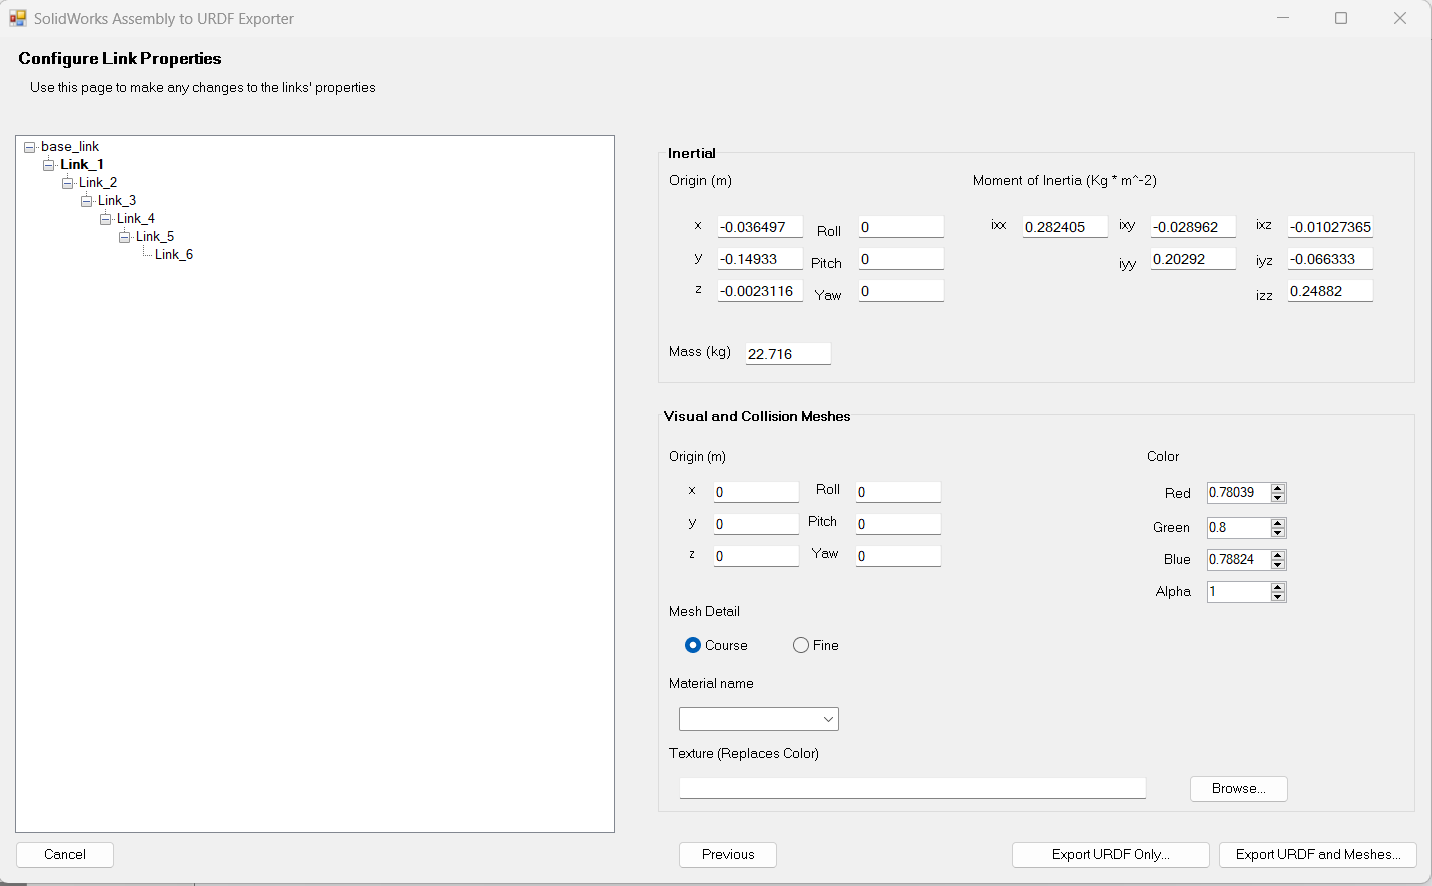 SolidWorks Assembly to URDF Exporter
Configure Link Properties
Use this page to make any changes to the links' properties
base_link
Link_1
Link_2
Link_3
Link_4
Link_5
Link_6
Inertial
Origin (m)
Moment of Inertia (Kg * m^-2)
x -0.036497 Roll 0 ixx 0.282405 ixy -0.028962 ixz -0.01027365
y -0.14933 Pitch 0 iyy 0.20292 iyz -0.066333
z -0.0023116 Yaw 0 izz 0.24882
Mass (kg) 22.716
Visual and Collision Meshes
Origin (m) Color
x 0 Roll 0 Red 0.78039
y 0 Pitch 0 Green 0.8
z 0 Yaw 0 Blue 0.78824
Alpha 1
Mesh Detail
Course Fine
Material name
Texture (Replaces Color)
Browse...
Cancel Previous Export URDF Only... Export URDF and Meshes...